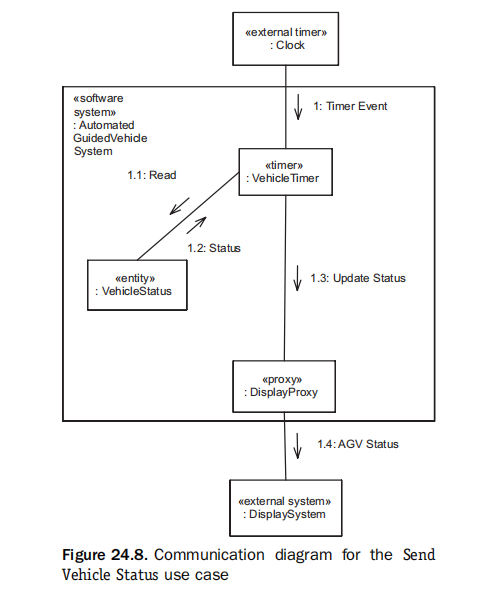 «external timer»
: Clock
«software
system»
: Automated
GuidedVehicle
System
1: Timer Event
«timer»
: VehicleTimer
1.1: Read
1.2: Status
«entity»
: VehicleStatus
1.3: Update Status
«proxy»
: DisplayProxy
1.4: AGV Status
«external system»
: DisplaySystem
Figure 24.8. Communication diagram for the Send
Vehicle Status use case